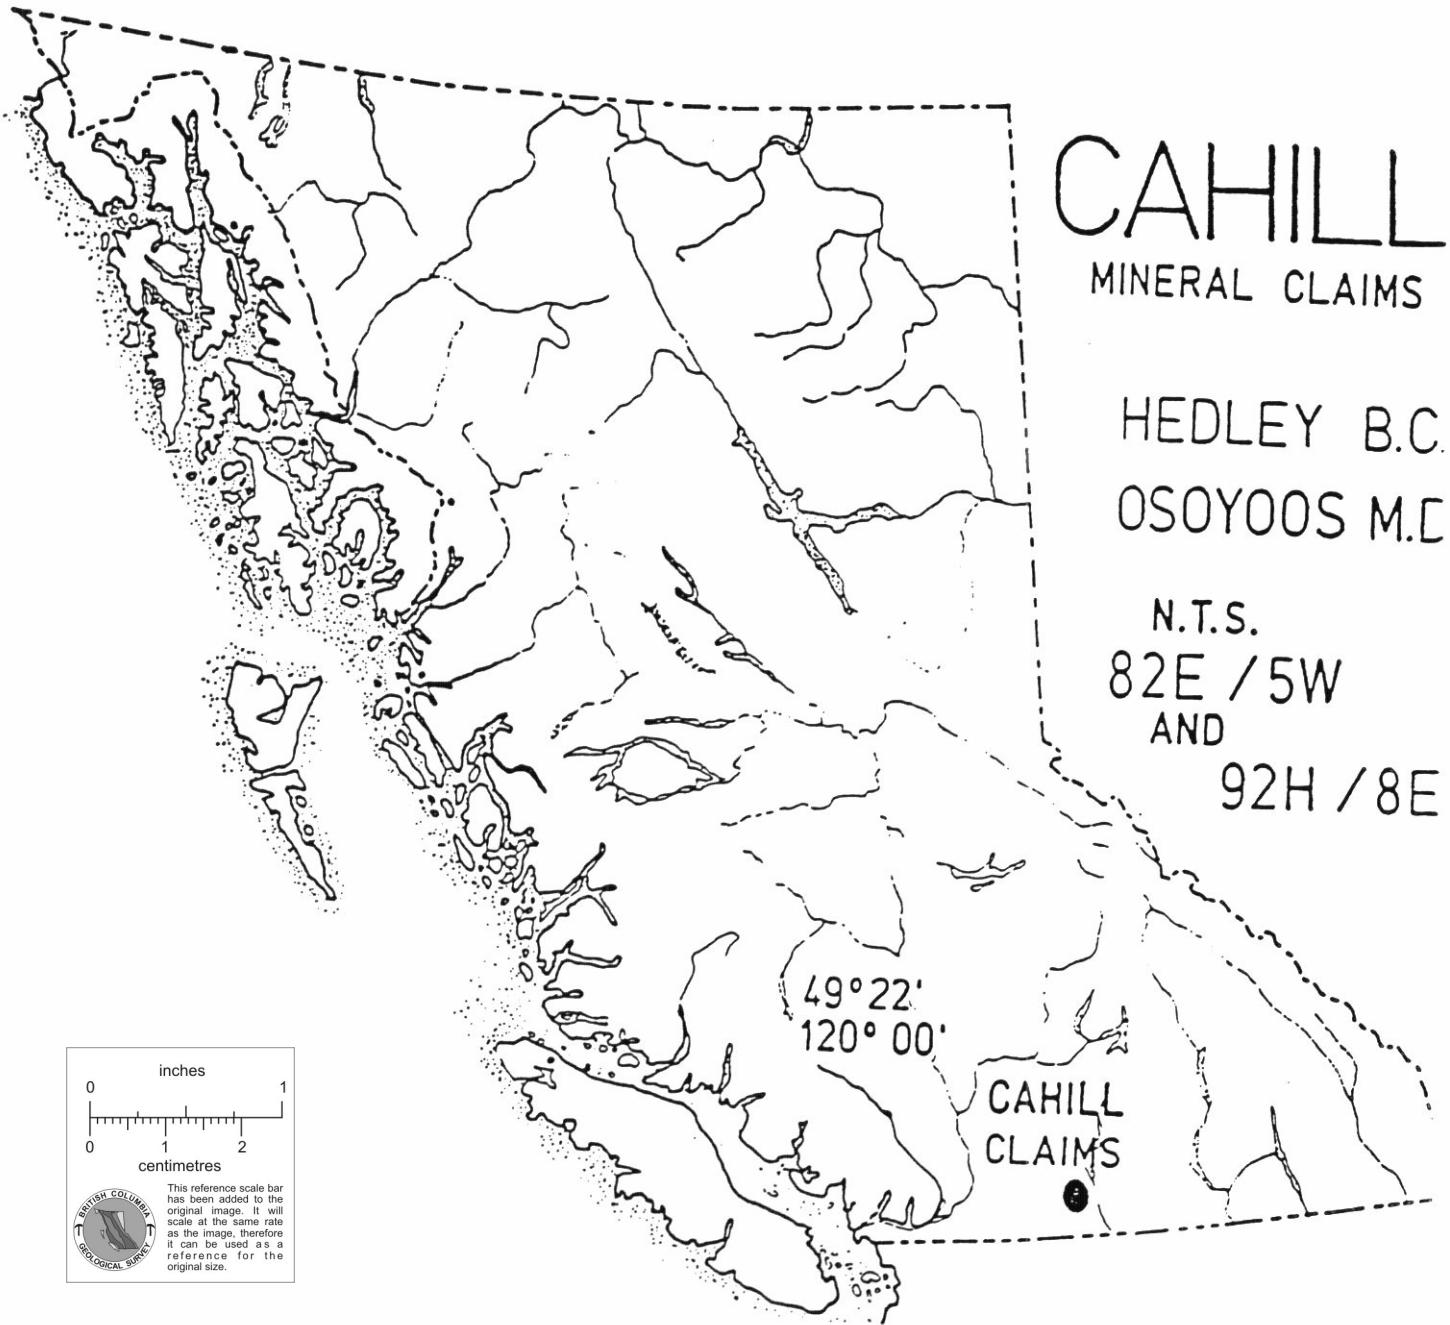 CAHILL
MINERAL CLAIMS
HEDLEY B.C.
OSOYOOS M.D
N.T.S.
82E / 5W
AND
92H / 8E
49° 22'
120° 00'
CAHILL
CLAIMS
inches
0 1
0 1 2
centimetres
BRITISH COLUMBIA
GEOLOGICAL SURVEY
This reference scale bar
has been added to the
original image. It will
scale at the same rate
as the image, therefore
it can be used as a
reference for the
original size.